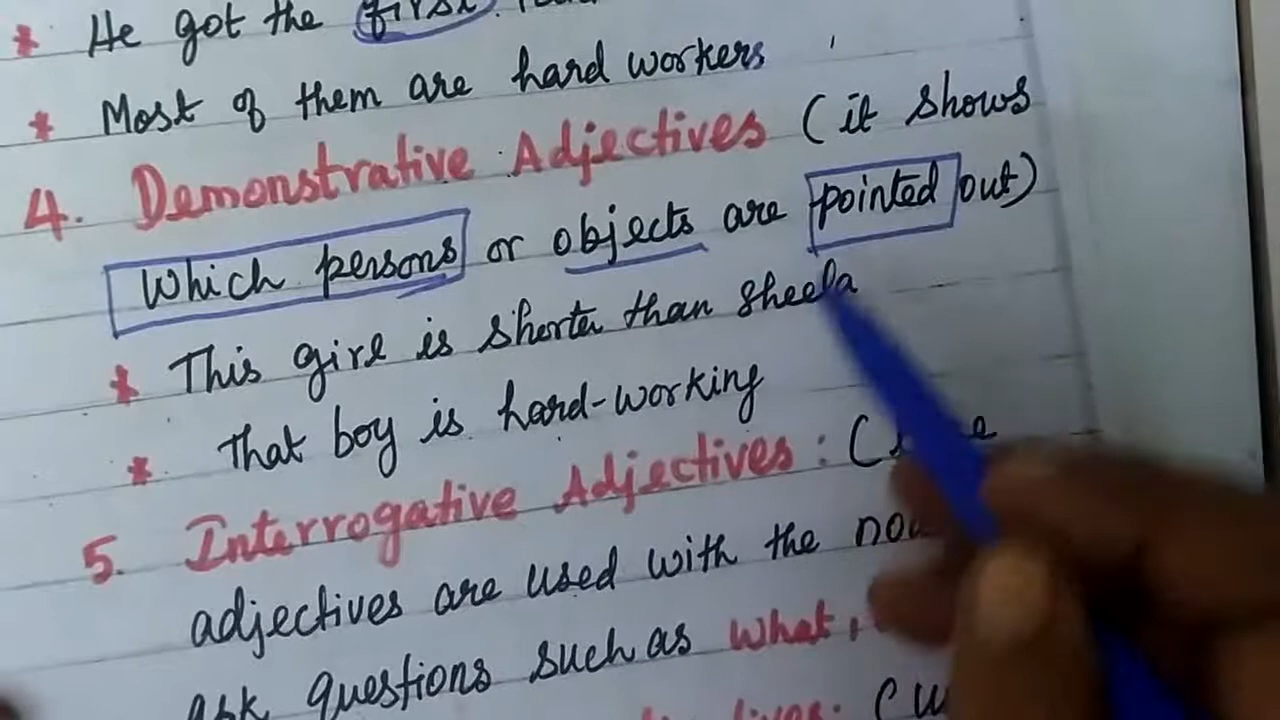 * He got the first
* Most of them are hard workers
4. Demonstrative Adjectives (it shows
which persons or objects are pointed out)
* This girl is shorter than sheela
* That boy is hard-working
5. Interrogative Adjectives: (
adjectives are used with the
ask questions such as what,